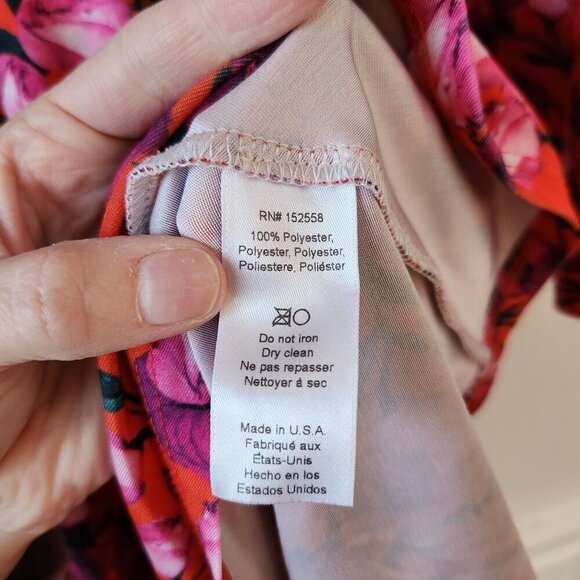 RN# 152558
100% Polyester,
Polyester, Polyester,
Poliestere, Poliéster
Do not iron
Dry clean
Ne pas repasser
Nettoyer á sec
Made in U.S.A.
Fabriqué aux
États-Unis
Hecho en los
Estados Unidos